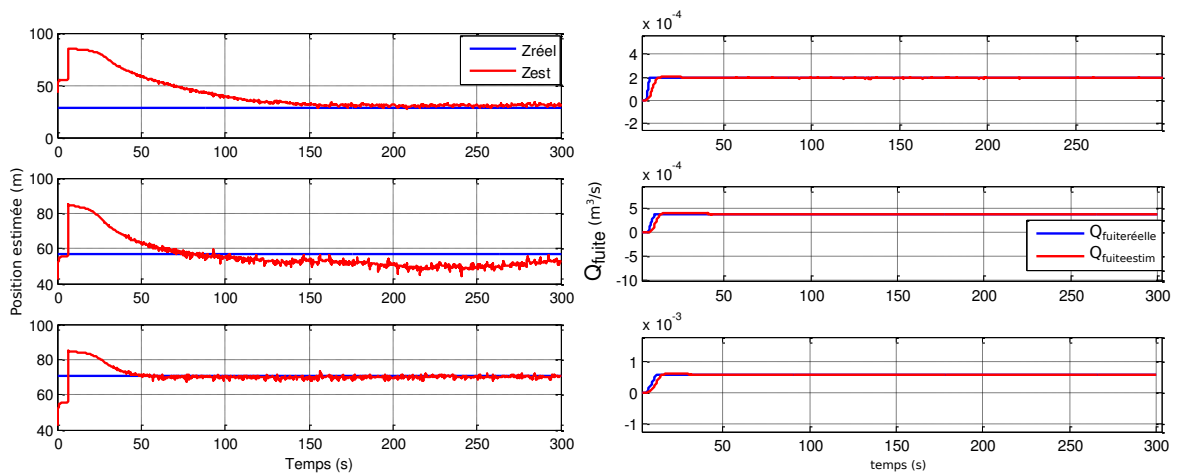 100
50
0
0 50 100 150 200 250 300
Zréel
Zest
100
80
60
40
0 50 100 150 200 250 300
100
80
60
40
0 50 100 150 200 250 300
Position estimée (m)
Temps (s)
x 10⁻⁴
4
2
0
-2
50 100 150 200 250
x 10⁻⁴
5
0
-5
-10
50 100 150 200 250 300
Qfuiteréelle
Qfuiteestim
x 10⁻³
1
0
-1
50 100 150 200 250 300
Qfuite (m³/s)
temps (s)